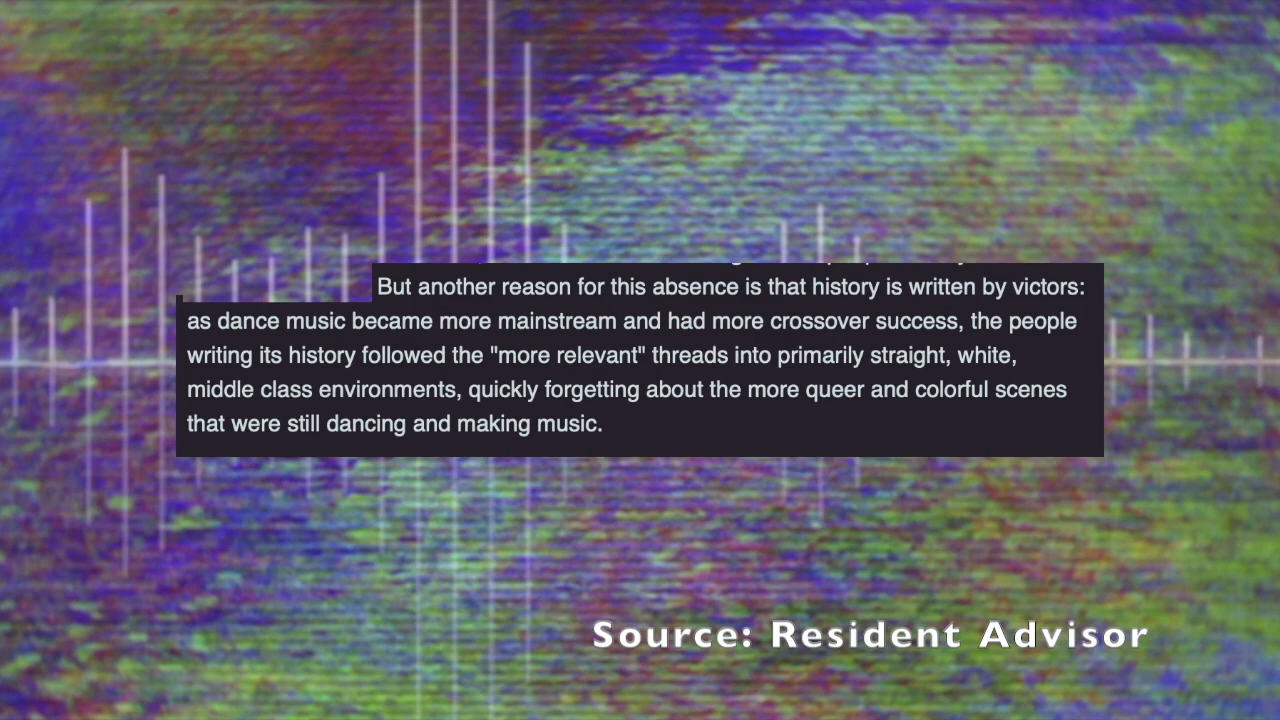 But another reason for this absence is that history is written by victors:
as dance music became more mainstream and had more crossover success, the people
writing its history followed the "more relevant" threads into primarily straight, white,
middle class environments, quickly forgetting about the more queer and colorful scenes
that were still dancing and making music.
Source: Resident Advisor